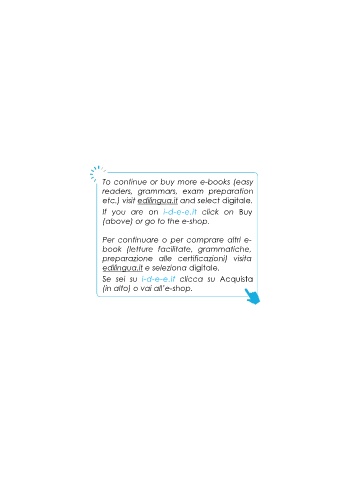 To continue or buy more e-books (easy
readers, grammars, exam preparation
etc.) visit edilingua.it and select digitale.
If you are on i-d-e-e.it click on Buy
(above) or go to the e-shop.
Per continuare o per comprare altri e-
book (letture facilitate, grammatiche,
preparazione alle certificazioni) visita
edilingua.it e seleziona digitale.
Se sei su i-d-e-e.it clicca su Acquista
(in alto) o vai all'e-shop.